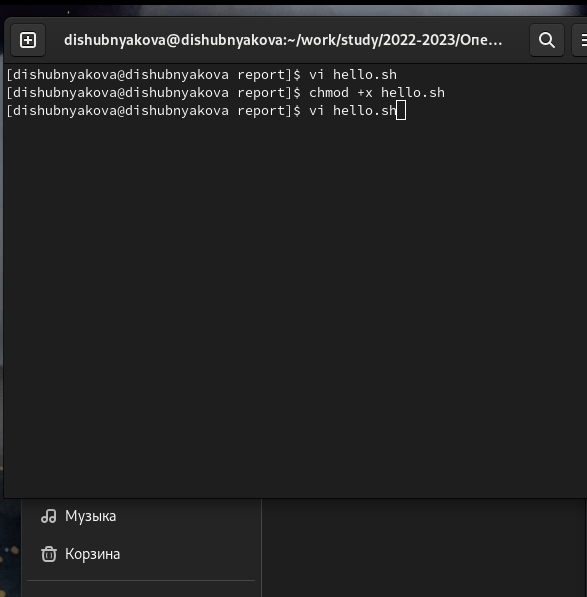 dishubnyakova@dishubnyakova:~/work/study/2022-2023/Опе...
[dishubnyakova@dishubnyakova report]$ vi hello.sh
[dishubnyakova@dishubnyakova report]$ chmod +x hello.sh
[dishubnyakova@dishubnyakova report]$ vi hello.sh
Музыка
Корзина